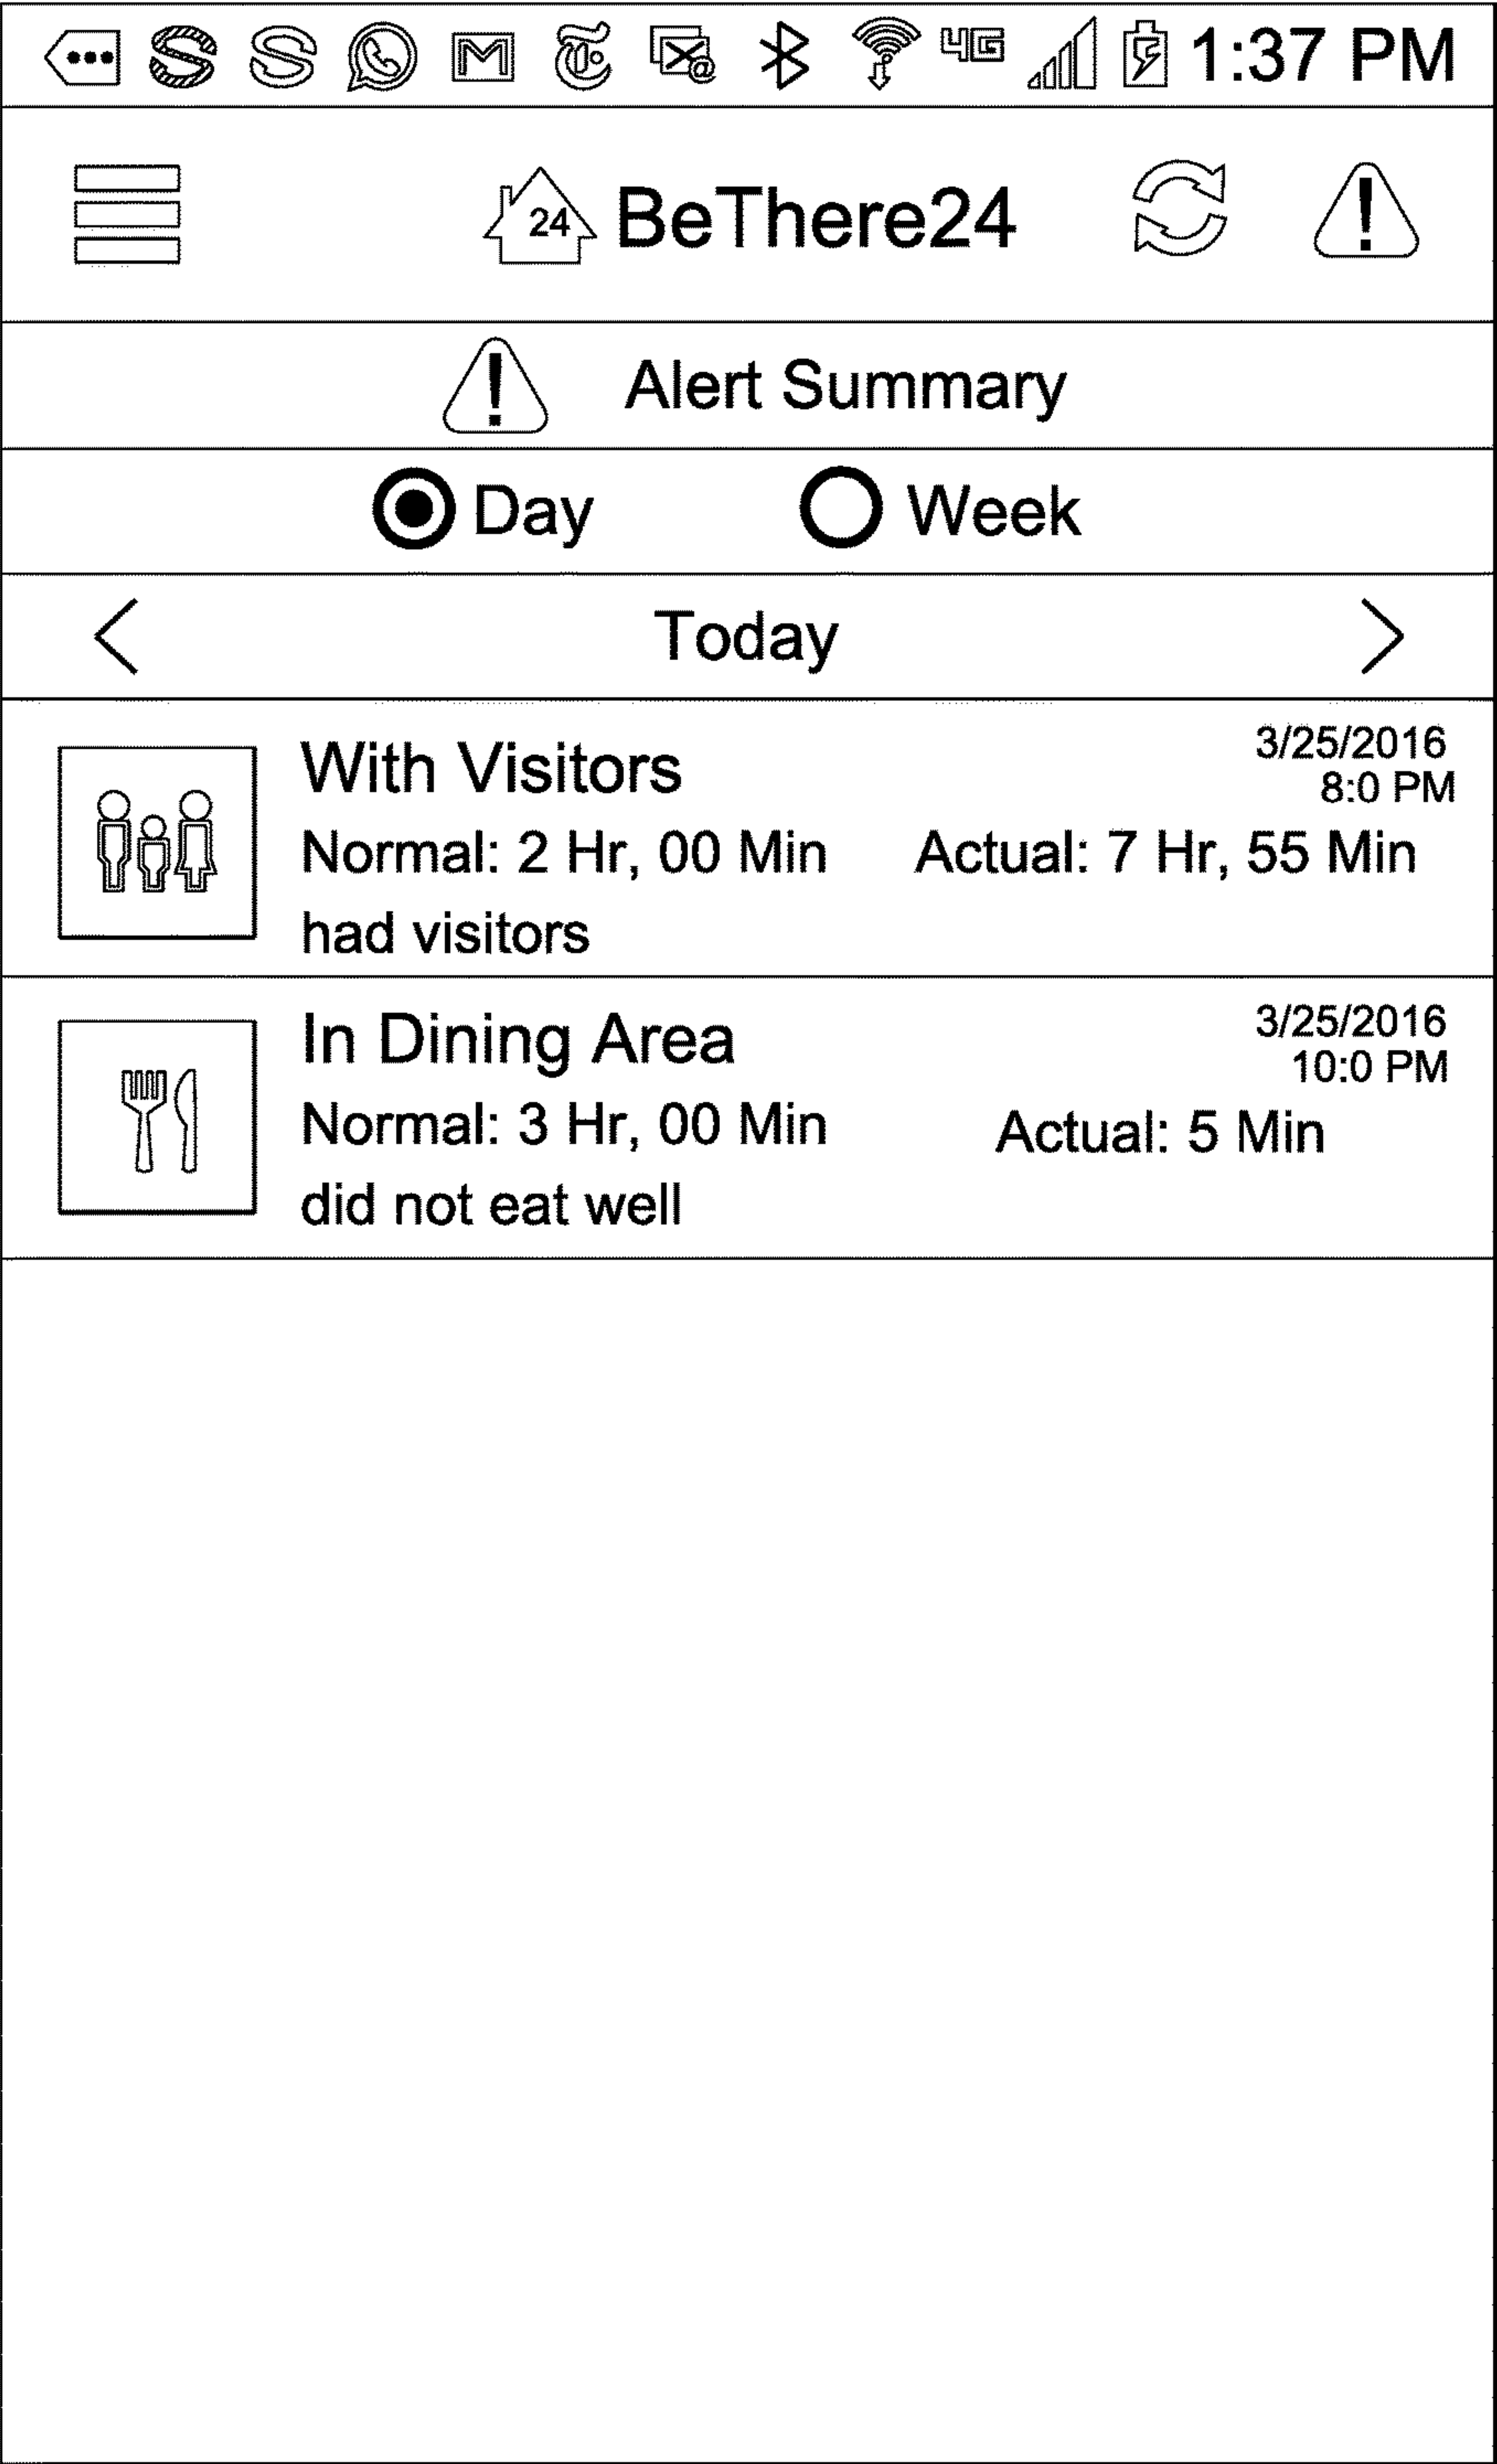 4G 1:37 PM
24 BeThere24
! Alert Summary
Day Week
< Today >
With Visitors 3/25/2016
8:0 PM
Normal: 2 Hr, 00 Min Actual: 7 Hr, 55 Min
had visitors
In Dining Area 3/25/2016
10:0 PM
Normal: 3 Hr, 00 Min Actual: 5 Min
did not eat well